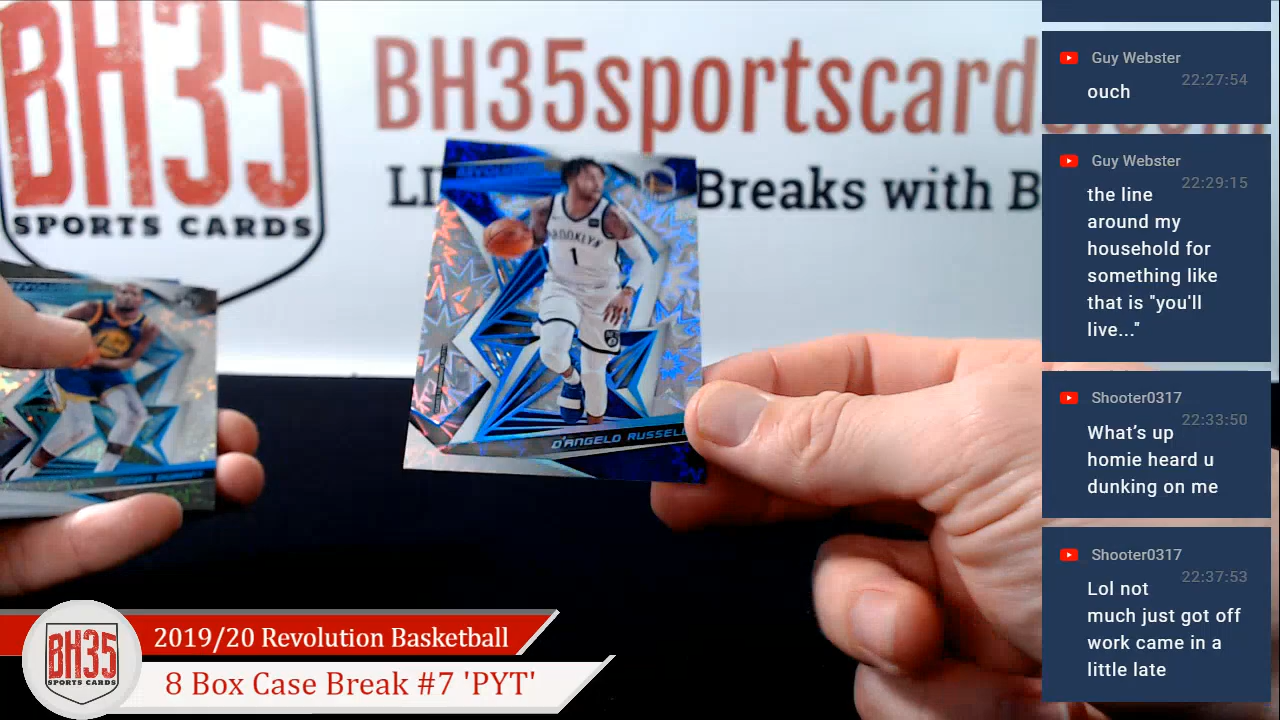 BH35
SPORTS CARDS
BH35sportscards.com
LI Breaks with B
BROOKLYN
1
D'ANGELO RUSSELL
2019/20 Revolution Basketball
8 Box Case Break #7 'PYT'
BH35
SPORTS CARDS
Guy Webster
22:27:54
ouch
Guy Webster
22:29:15
the line
around my
household for
something like
that is "you'll
live..."
Shooter0317
22:33:50
What's up
homie heard u
dunking on me
Shooter0317
22:37:53
Lol not
much just got off
work came in a
little late